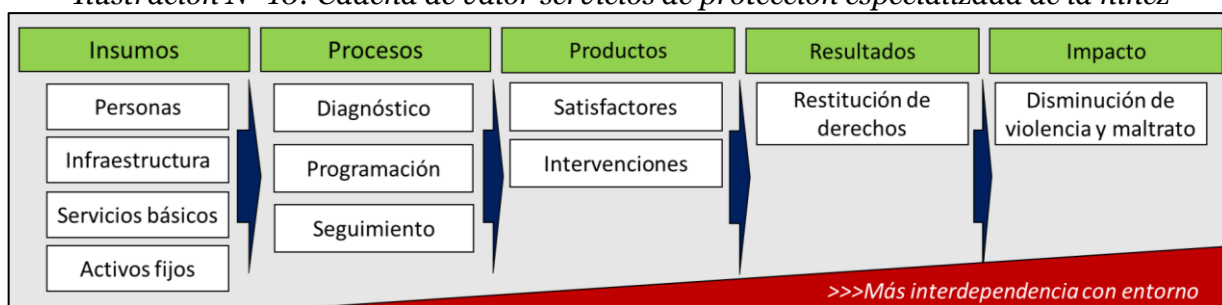 Ilustración N° 18: Cadena de valor servicios de protección especializada de la niñez
Insumos
Personas
Infraestructura
Servicios básicos
Activos fijos
Procesos
Diagnóstico
Programación
Seguimiento
Productos
Satisfactores
Intervenciones
Resultados
Restitución de
derechos
Impacto
Disminución de
violencia y maltrato
>>>Más interdependencia con entorno